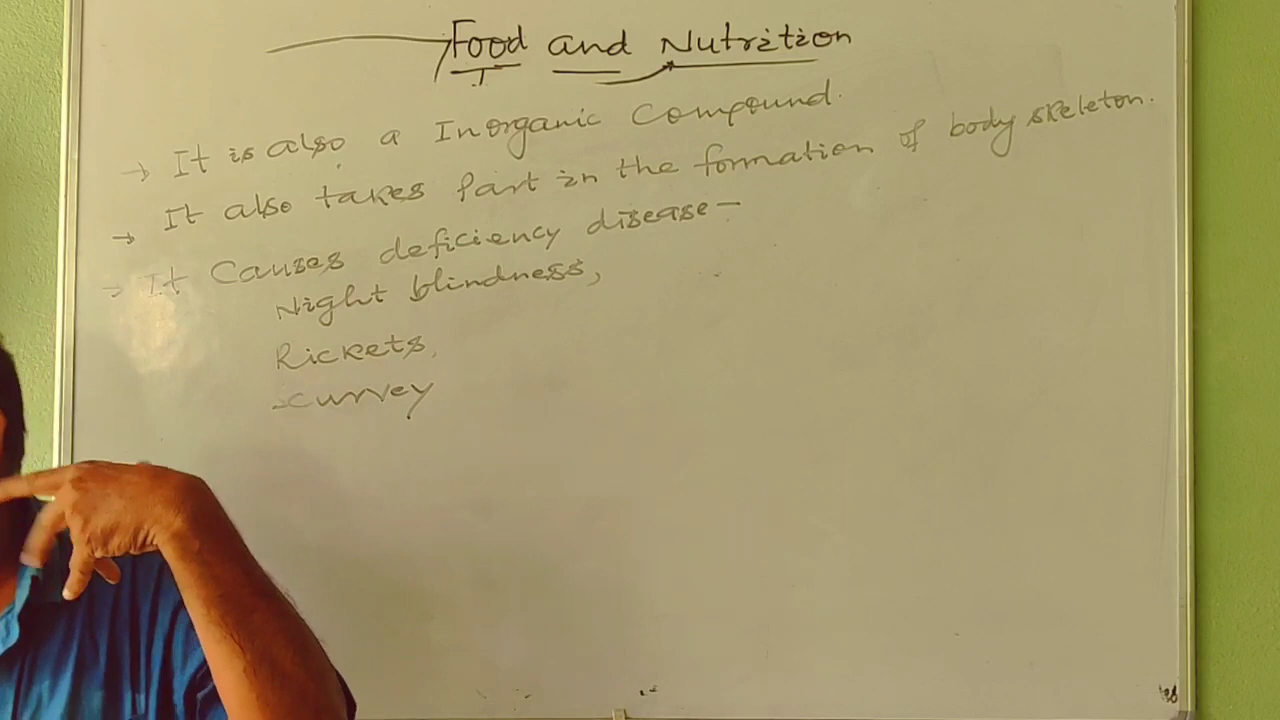 Food and Nutrition
→ It is also a Inorganic Compound.
→ It also takes part in the formation of body skeleton.
→ It Causes deficiency disease-
Night blindness,
Rickets,
Scurvey